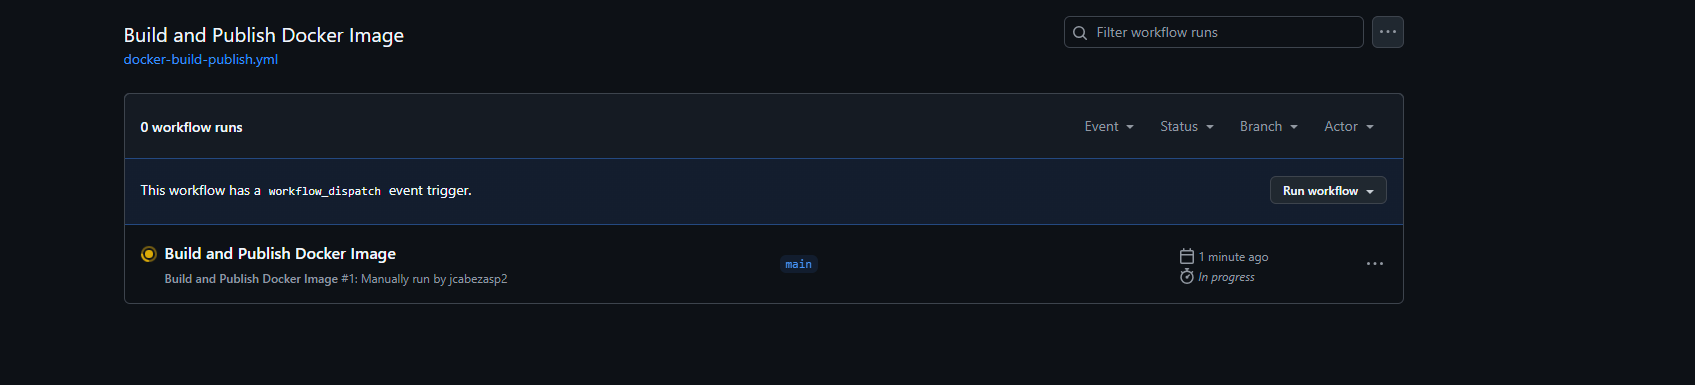 Build and Publish Docker Image
Filter workflow runs
docker-build-publish.yml
0 workflow runs
Event Status Branch Actor
This workflow has a workflow_dispatch event trigger.
Run workflow
Build and Publish Docker Image
main
1 minute ago
Build and Publish Docker Image #1: Manually run by jcabezasp2
In progress